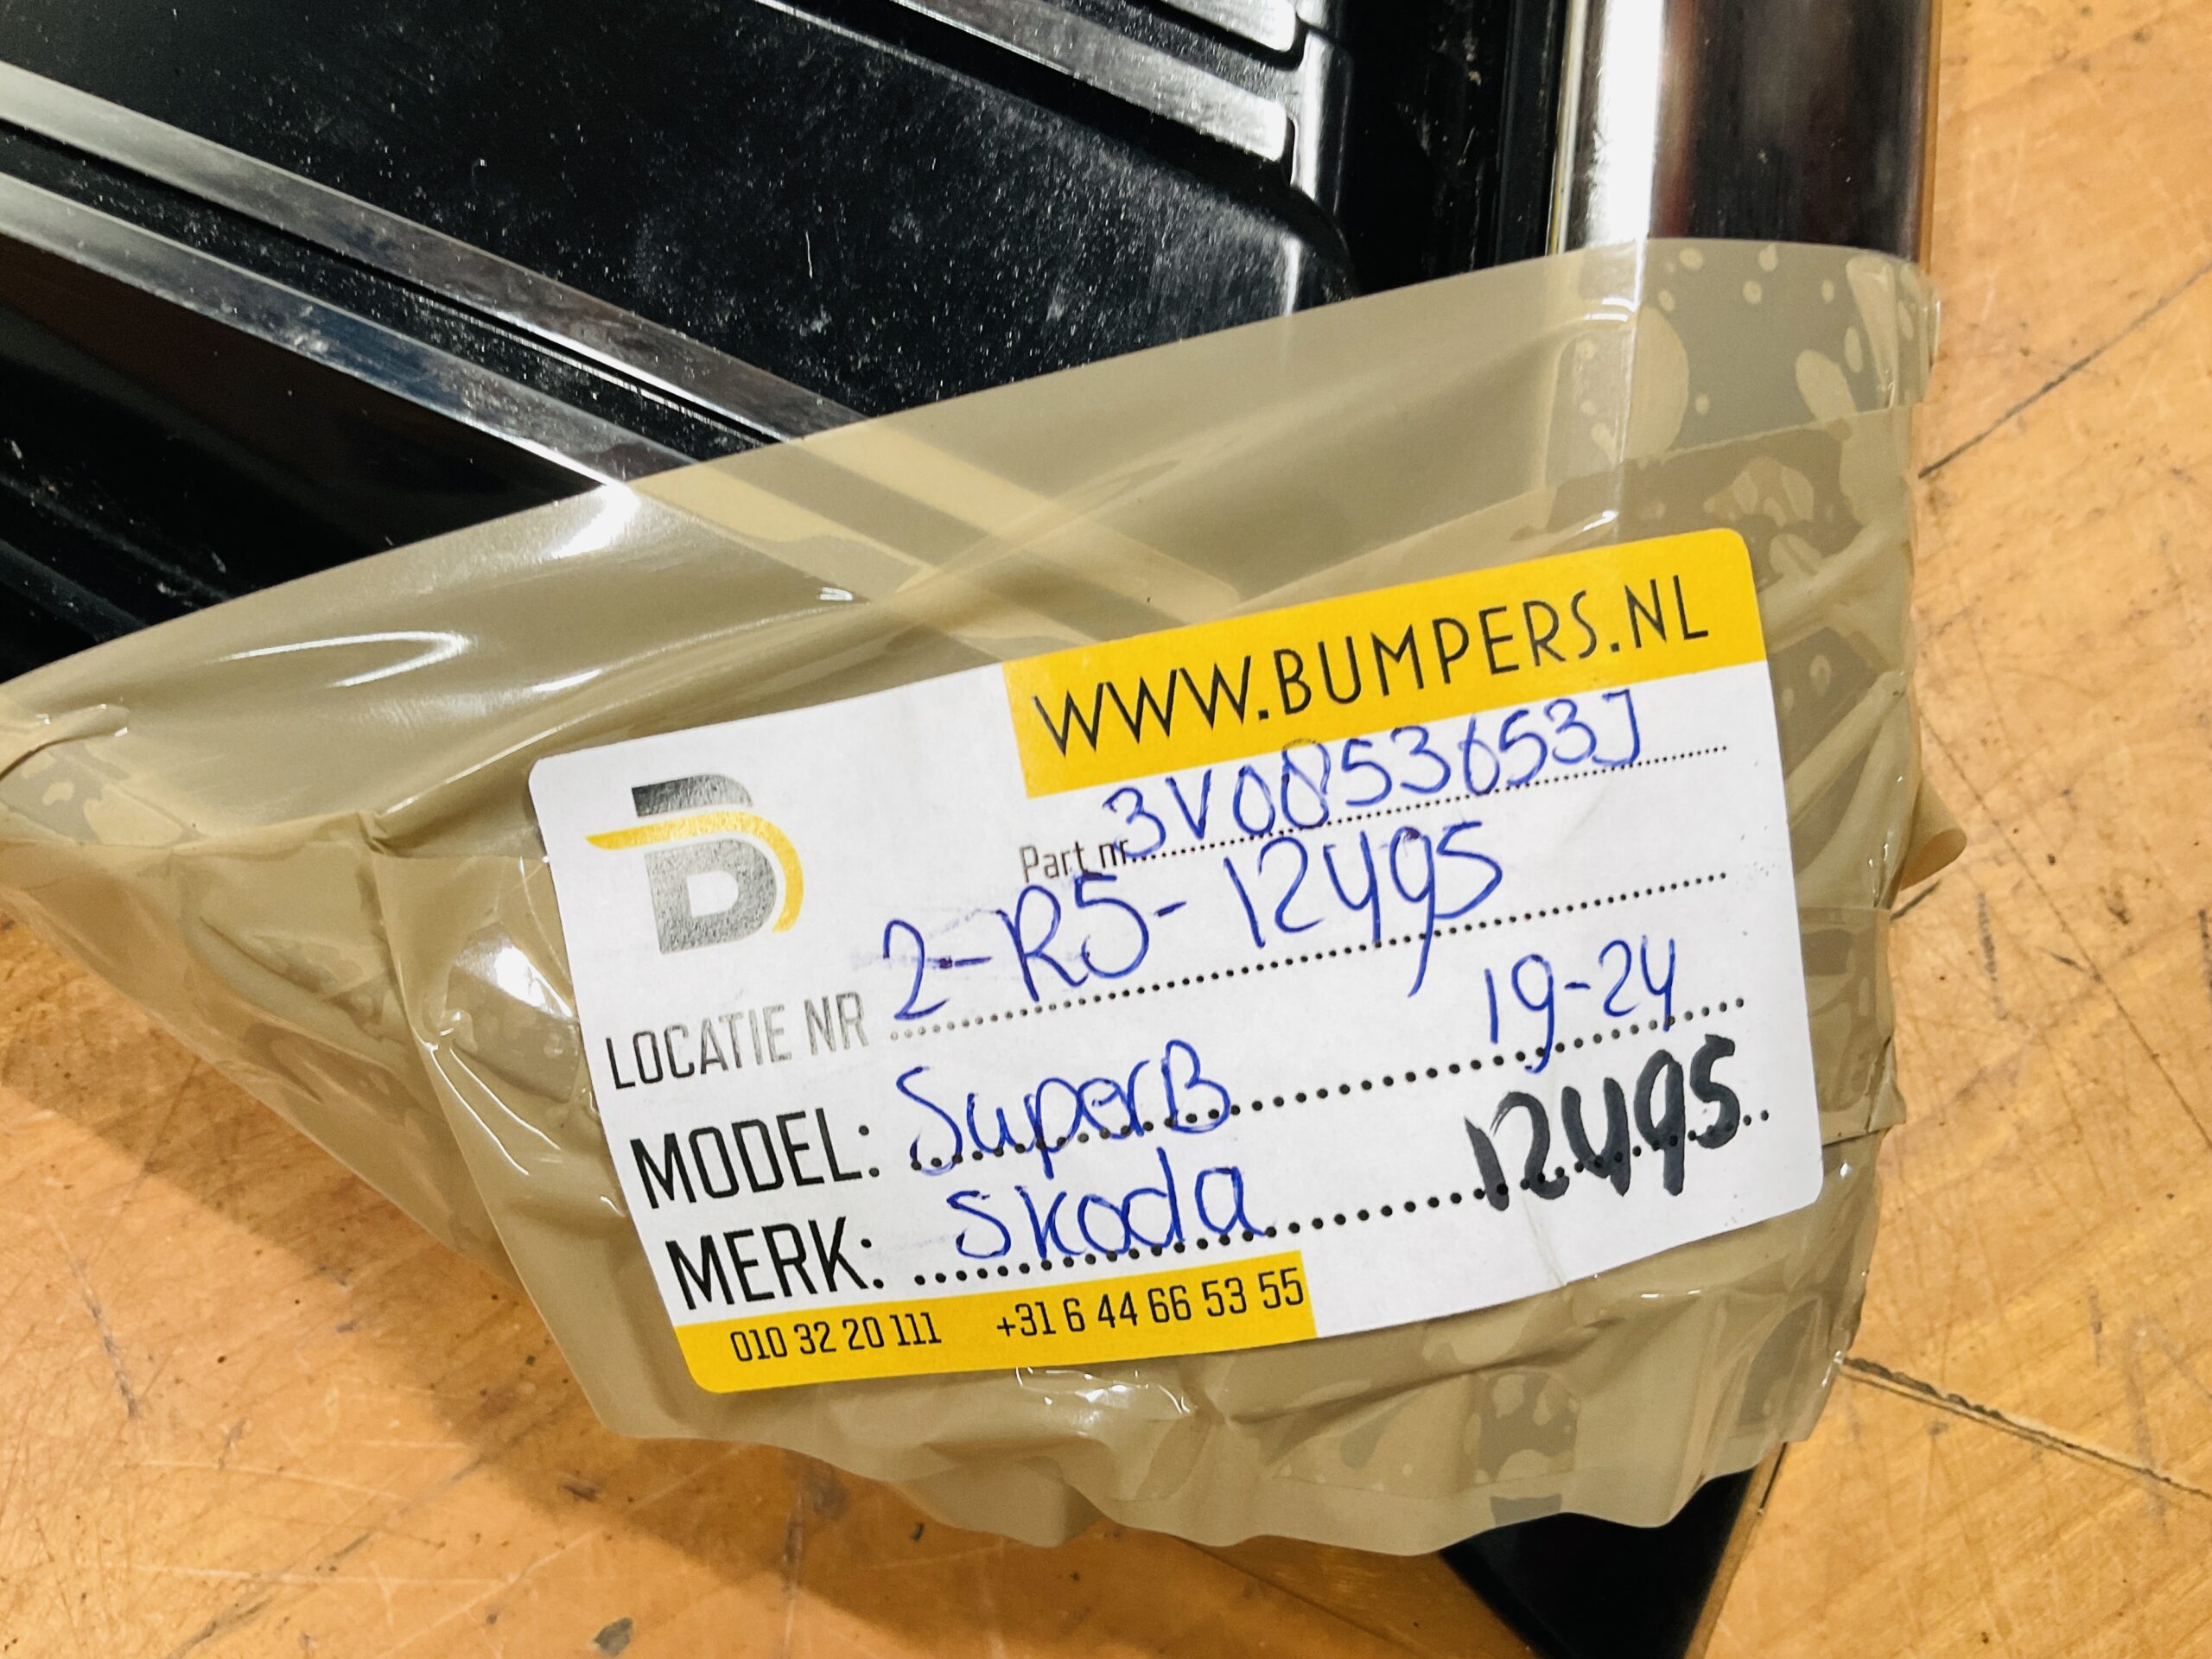 WWW.BUMPERS.NL
Part nr. 3V0853653J
LOCATIE NR 2-R5-12495
19-24
MODEL: SuperB
MERK: Skoda 12495
010 32 20 111 +31 6 44 66 53 55